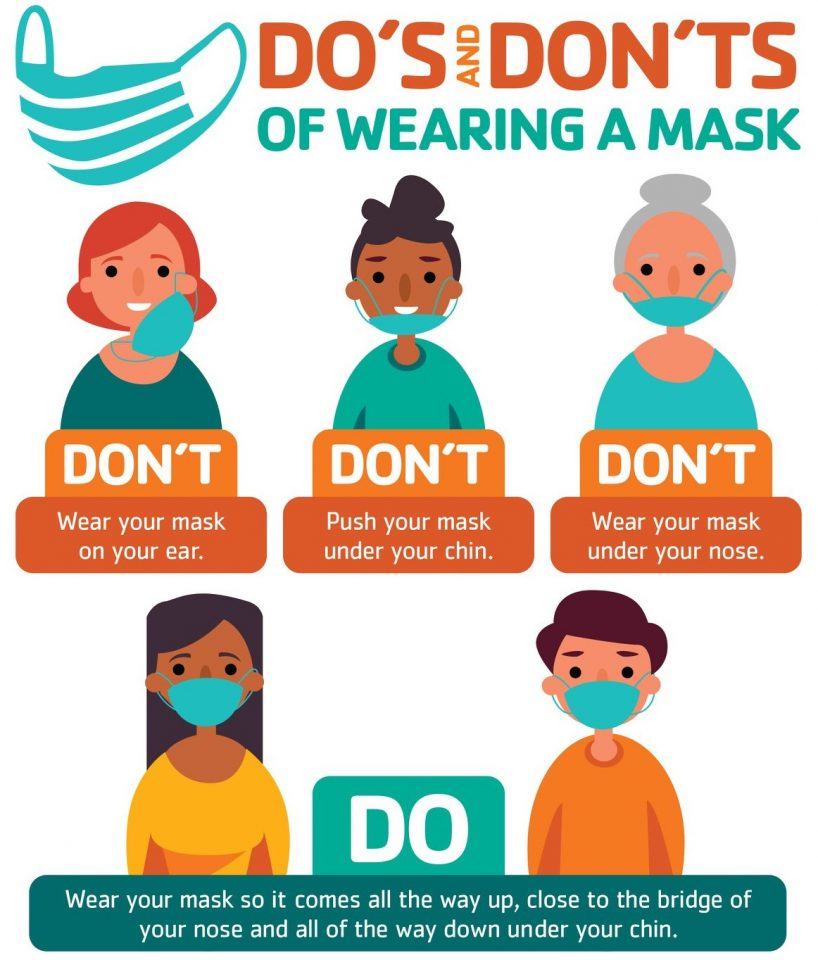 DO'S AND DON'TS
OF WEARING A MASK
DON'T
Wear your mask
on your ear.
DON'T
Push your mask
under your chin.
DON'T
Wear your mask
under your nose.
DO
Wear your mask so it comes all the way up, close to the bridge of
your nose and all of the way down under your chin.